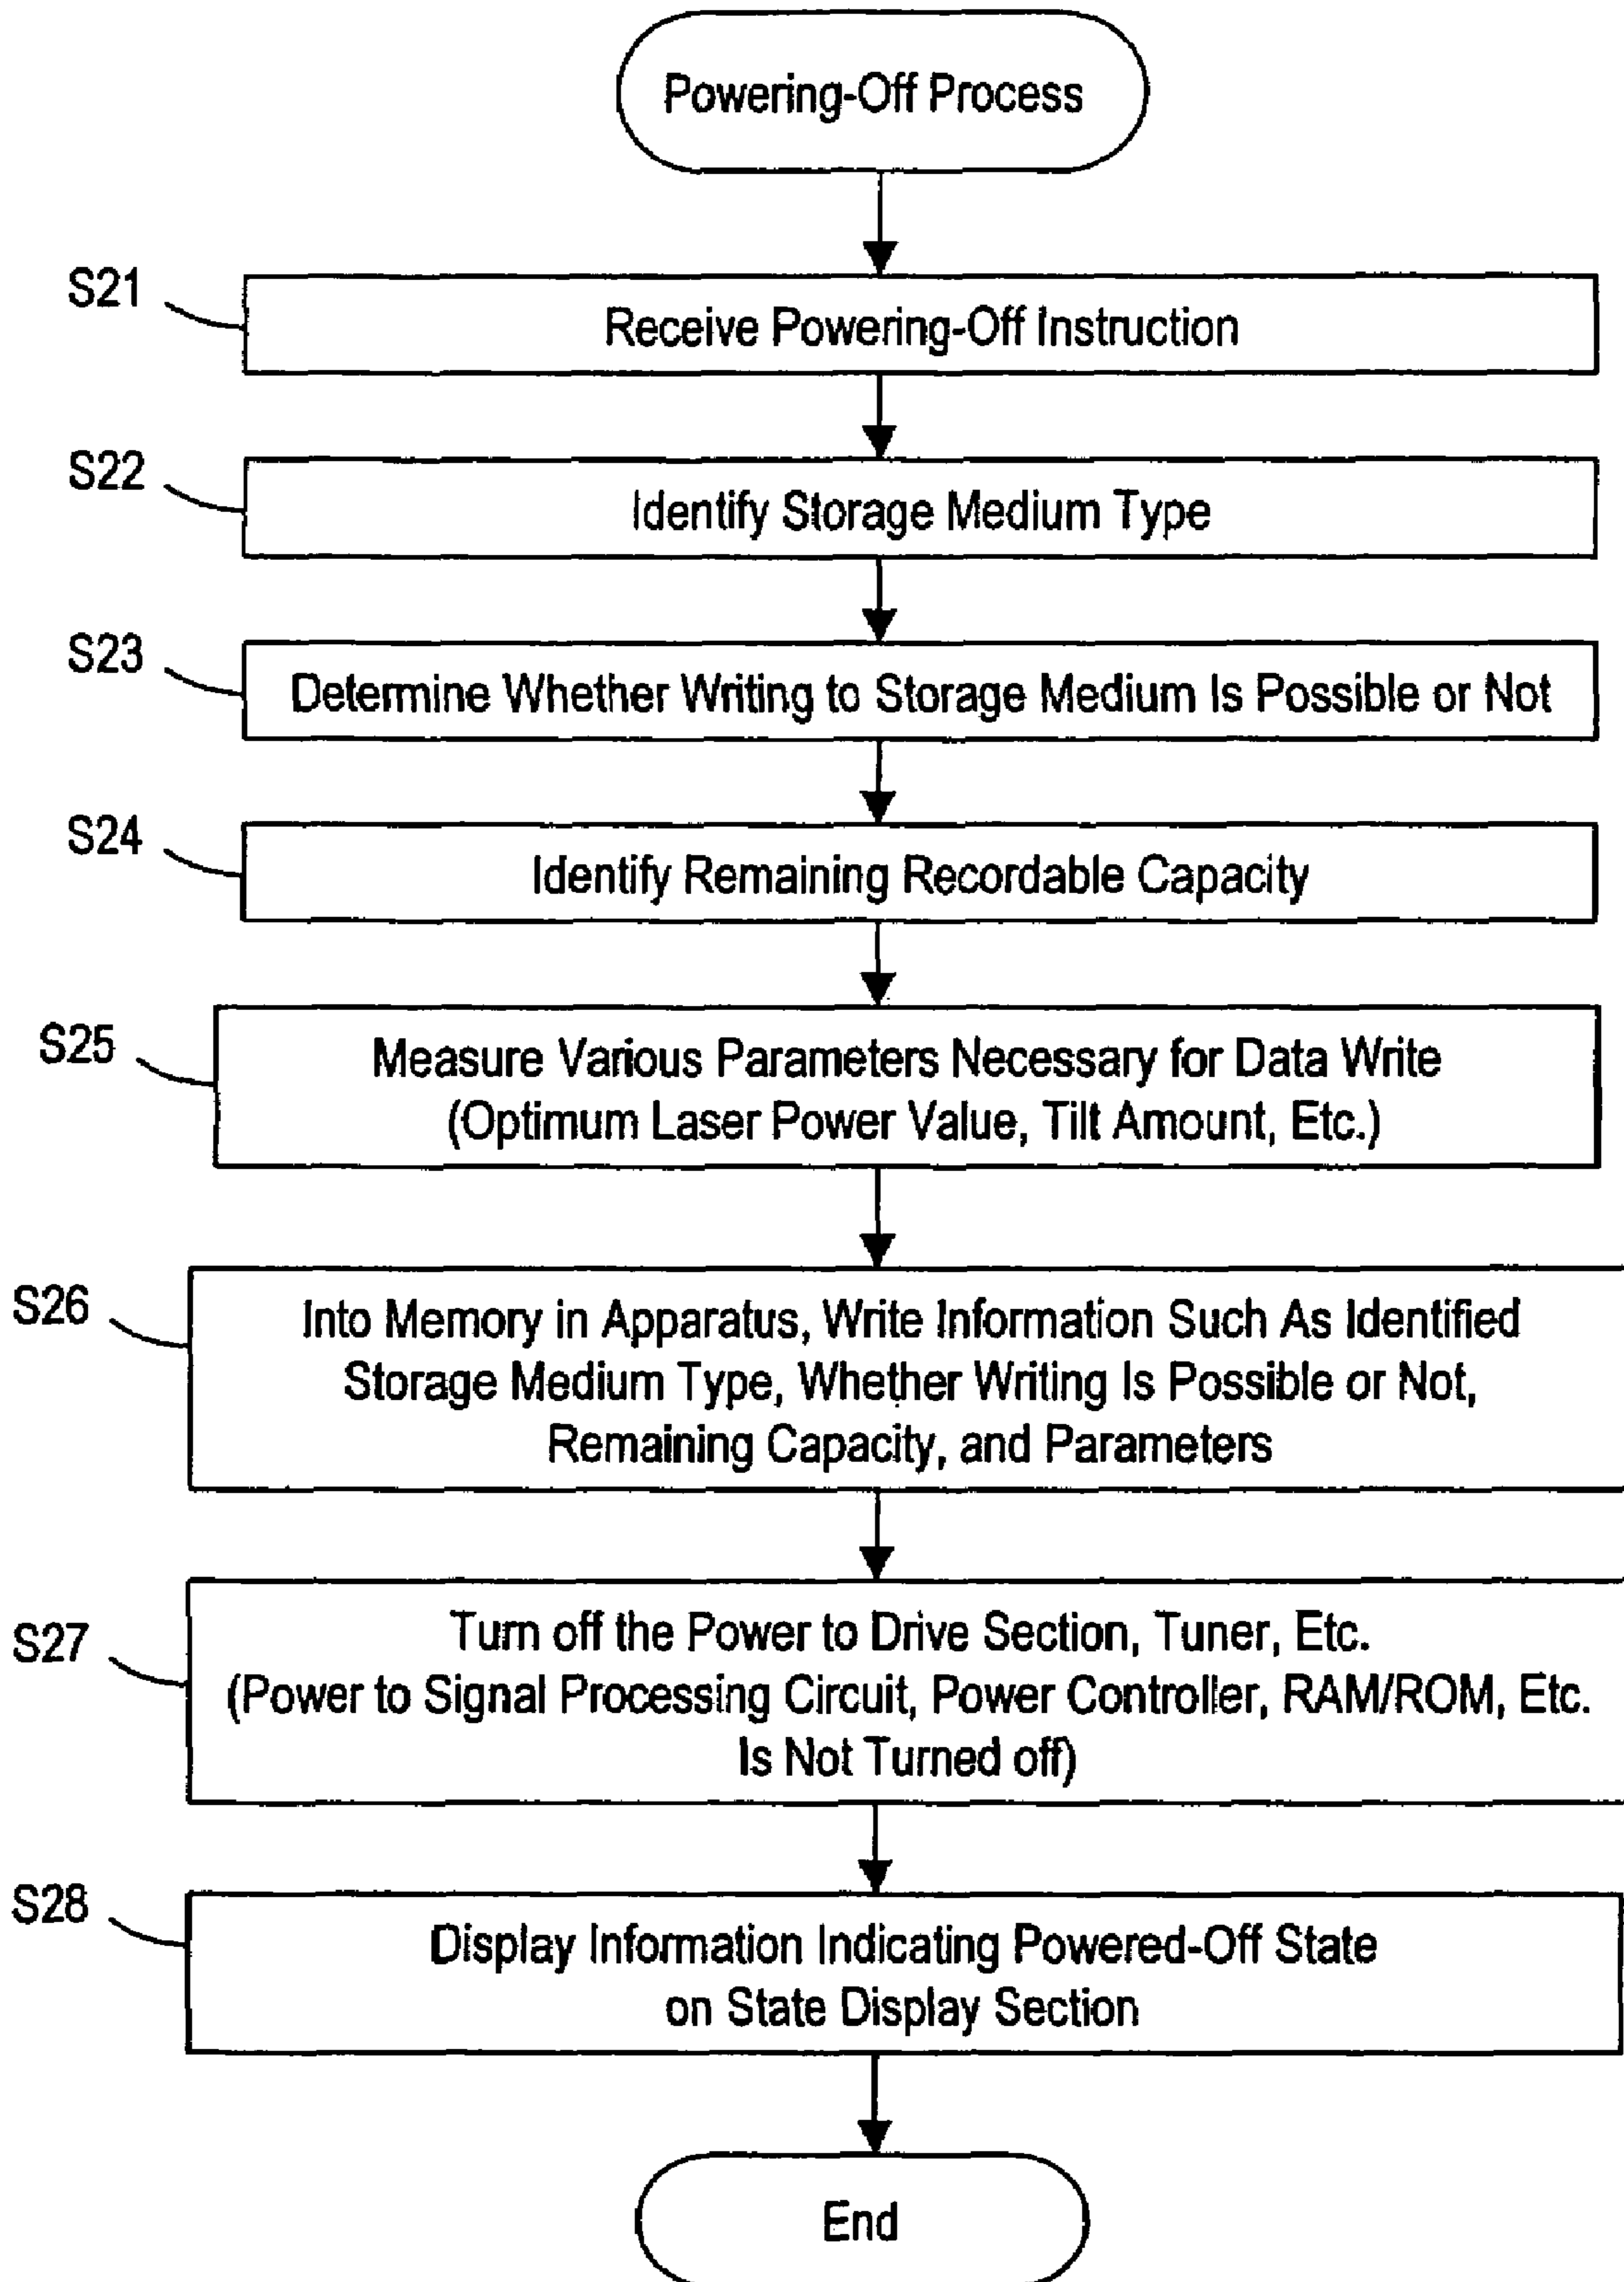 Powering-Off Process
S21
Receive Powering-Off Instruction
S22
Identify Storage Medium Type
S23
Determine Whether Writing to Storage Medium Is Possible or Not
S24
Identify Remaining Recordable Capacity
S25
Measure Various Parameters Necessary for Data Write
(Optimum Laser Power Value, Tilt Amount, Etc.)
S26
Into Memory in Apparatus, Write Information Such As Identified
Storage Medium Type, Whether Writing Is Possible or Not,
Remaining Capacity, and Parameters
S27
Turn off the Power to Drive Section, Tuner, Etc.
(Power to Signal Processing Circuit, Power Controller, RAM/ROM, Etc.
Is Not Turned off)
S28
Display Information Indicating Powered-Off State
on State Display Section
End